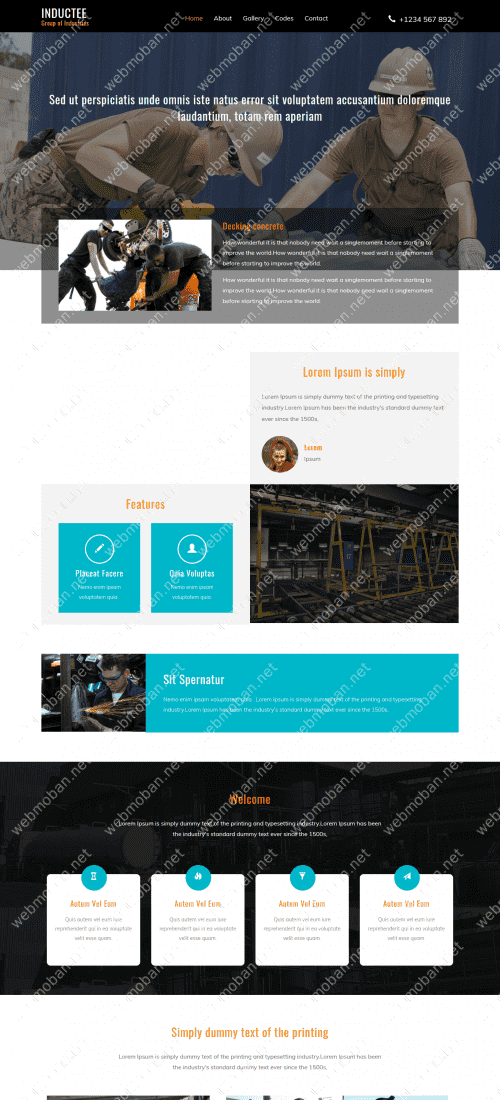 INDUCTEE
Group of Industries
Home About Gallery Codes Contact
+1234 567 892
Sed ut perspiciatis unde omnis iste natus error sit voluptatem accusantium doloremque
laudantium, totam rem aperiam
Decking concrete
How wonderful it is that nobody need wait a singlemoment before starting to
improve the world.How wonderful it is that nobody need wait a singlemoment
before starting to improve the world.
How wonderful it is that nobody need wait a singlemoment before starting to
improve the world.How wonderful it is that nobody need wait a singlemoment
before starting to improve the world.
Lorem Ipsum is simply
Lorem Ipsum is simply dummy text of the printing and typesetting
industry.Lorem Ipsum has been the industry's standard dummy text
ever since the 1500s,
Lorem
Ipsum
Features
Placeat Facere
Nemo enim ipsam
voluptatem quia
Quia Voluptas
Nemo enim ipsam
voluptatem quia
Sit Spernatur
Nemo enim ipsam voluptatem quia. Lorem Ipsum is simply dummy text of the printing and typesetting
industry.Lorem Ipsum has been the industry's standard dummy text ever since the 1500s,
Welcome
Lorem Ipsum is simply dummy text of the printing and typesetting industry.Lorem Ipsum has been
the industry's standard dummy text ever since the 1500s,
Autem Vel Eum
Quis autem vel eum iure
reprehenderit qui in ea voluptate
velit esse quam
Autem Vel Eum
Quis autem vel eum iure
reprehenderit qui in ea voluptate
velit esse quam
Autem Vel Eum
Quis autem vel eum iure
reprehenderit qui in ea voluptate
velit esse quam
Autem Vel Eum
Quis autem vel eum iure
reprehenderit qui in ea voluptate
velit esse quam
Simply dummy text of the printing
Lorem Ipsum is simply dummy text of the printing and typesetting industry.Lorem Ipsum has been
the industry's standard dummy text ever since the 1500s,
webmoban.net